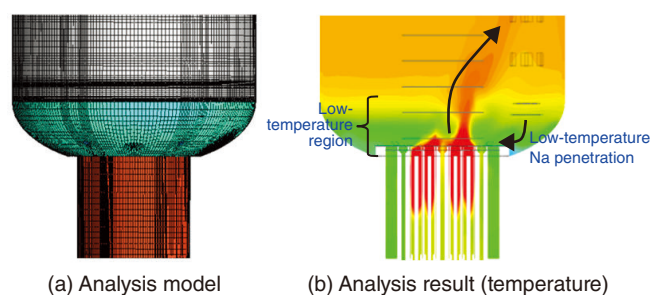 Low-
temperature
region
Low-temperature
Na penetration
(a) Analysis model
(b) Analysis result (temperature)